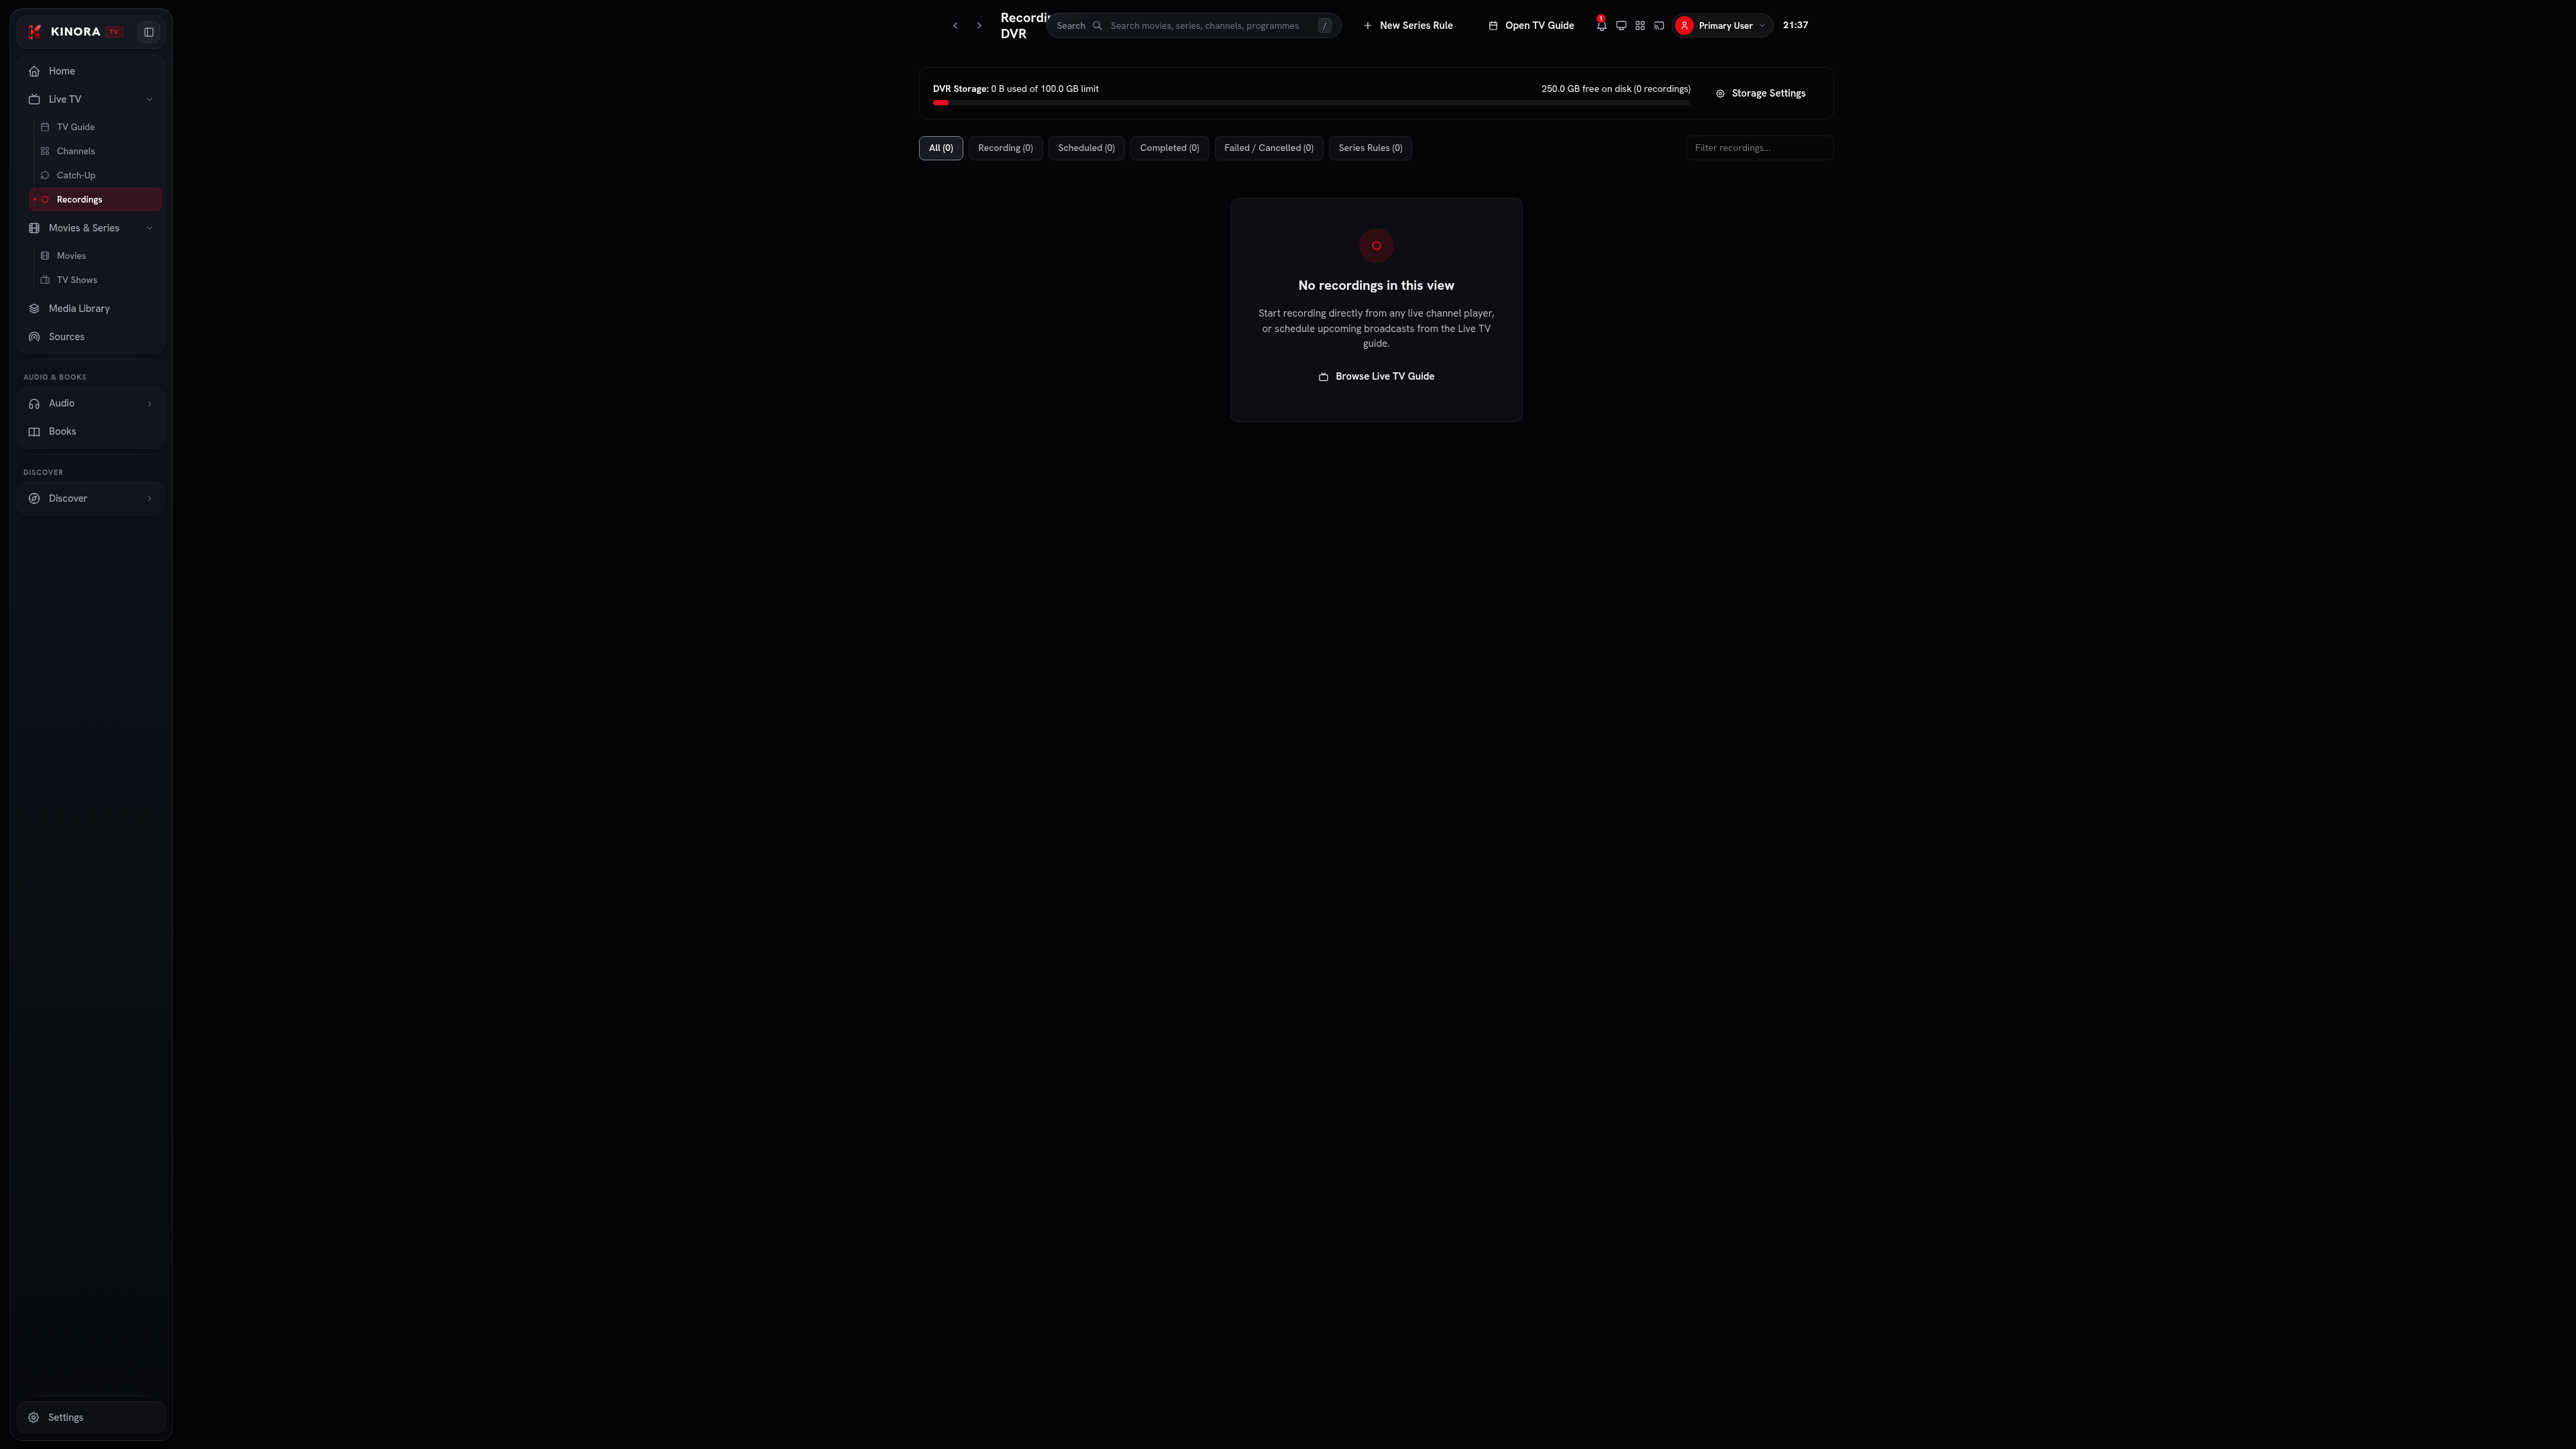 KINORA TV
Home
Live TV
TV Guide
Channels
Catch-Up
Recordings
Movies & Series
Movies
TV Shows
Media Library
Sources
AUDIO & BOOKS
Audio
Books
DISCOVER
Discover
Settings
DVR
Search
Search movies, series, channels, programmes
/
New Series Rule
Open TV Guide
1
Primary User
21:37
DVR Storage: 0 B used of 100.0 GB limit
250.0 GB free on disk (0 recordings)
Storage Settings
All (0)
Recording (0)
Scheduled (0)
Completed (0)
Failed / Cancelled (0)
Series Rules (0)
Filter recordings...
No recordings in this view
Start recording directly from any live channel player,
or schedule upcoming broadcasts from the Live TV
guide.
Browse Live TV Guide